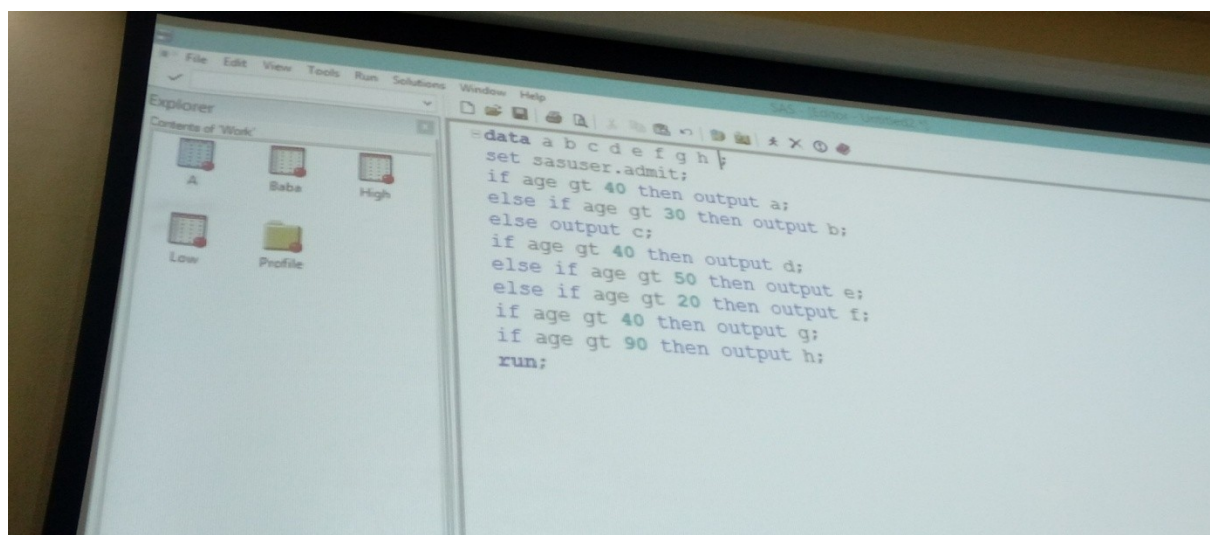 SAS - [Editor - Untitled2 *]
File Edit View Tools Run Solutions Window Help
Explorer
Contents of 'Work'
A Baba High
Low Profile
data a b c d e f g h ;
set sasuser.admit;
if age gt 40 then output a;
else if age gt 30 then output b;
else output c;
if age gt 40 then output d;
else if age gt 50 then output e;
else if age gt 20 then output f;
if age gt 40 then output g;
if age gt 90 then output h;
run;